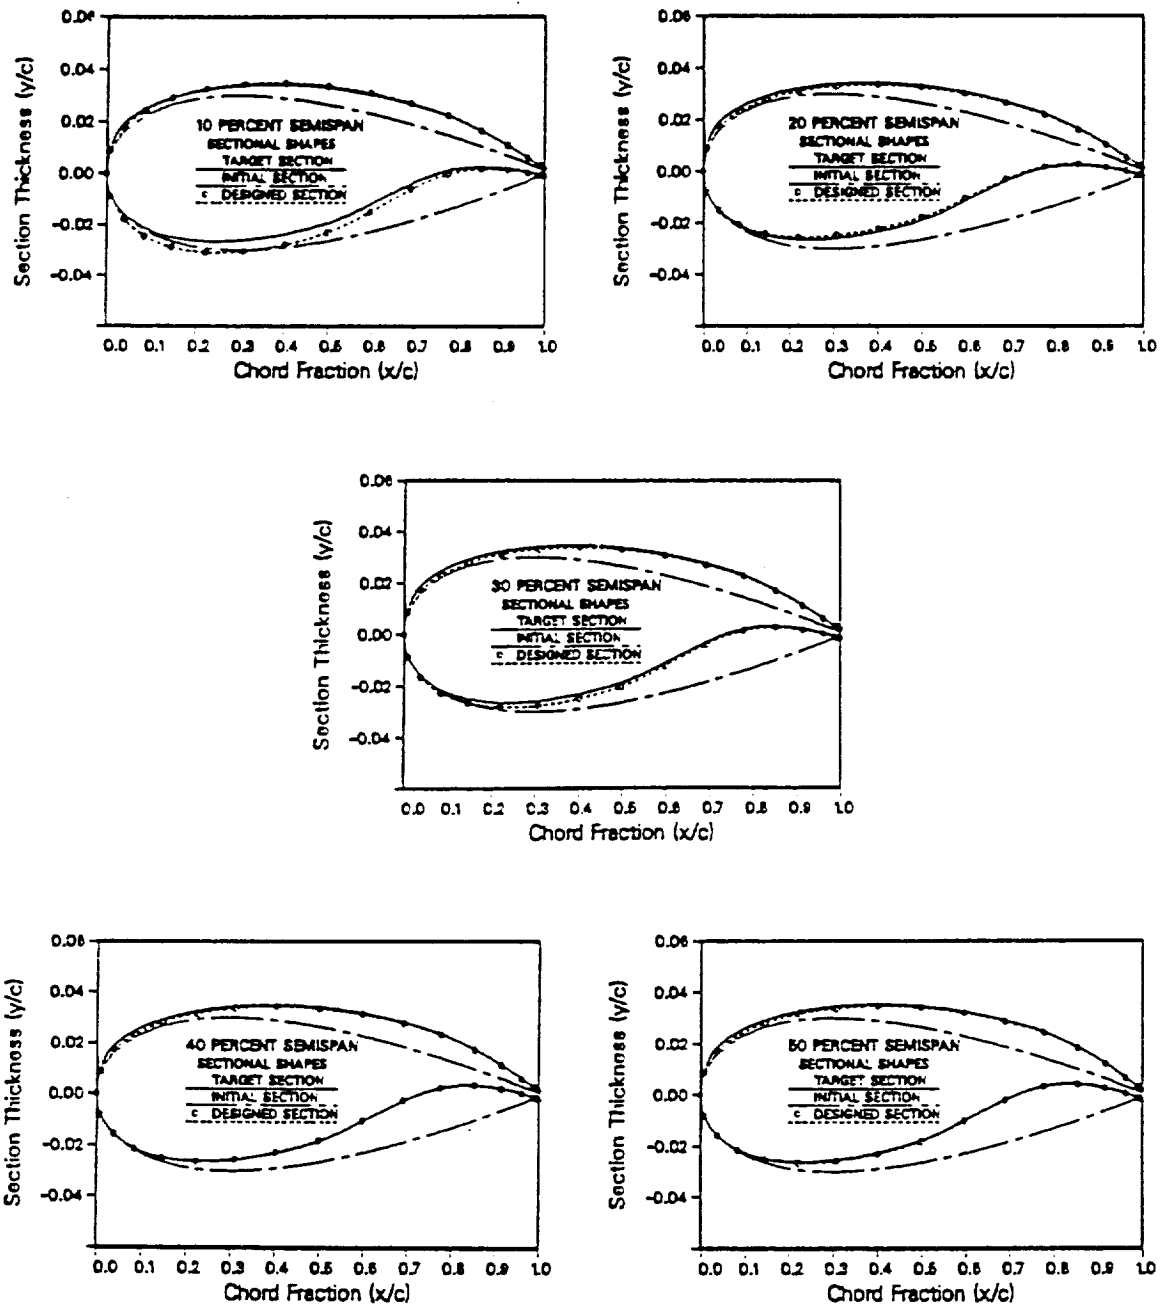 0.06
0.04
0.02
0.00
-0.02
-0.04
Section Thickness (y/c)
10 PERCENT SEMISPAN
SECTIONAL SHAPES
TARGET SECTION
INITIAL SECTION
c DESIGNED SECTION
0.0 0.1 0.2 0.3 0.4 0.5 0.6 0.7 0.8 0.9 1.0
Chord Fraction (x/c)
0.06
0.04
0.02
0.00
-0.02
-0.04
Section Thickness (y/c)
20 PERCENT SEMISPAN
SECTIONAL SHAPES
TARGET SECTION
INITIAL SECTION
c DESIGNED SECTION
0.0 0.1 0.2 0.3 0.4 0.5 0.6 0.7 0.8 0.9 1.0
Chord Fraction (x/c)
0.06
0.04
0.02
0.00
-0.02
-0.04
Section Thickness (y/c)
30 PERCENT SEMISPAN
SECTIONAL SHAPES
TARGET SECTION
INITIAL SECTION
c DESIGNED SECTION
0.0 0.1 0.2 0.3 0.4 0.5 0.6 0.7 0.8 0.9 1.0
Chord Fraction (x/c)
0.06
0.04
0.02
0.00
-0.02
-0.04
Section Thickness (y/c)
40 PERCENT SEMISPAN
SECTIONAL SHAPES
TARGET SECTION
INITIAL SECTION
c DESIGNED SECTION
0.0 0.1 0.2 0.3 0.4 0.5 0.6 0.7 0.8 0.9 1.0
Chord Fraction (x/c)
0.06
0.04
0.02
0.00
-0.02
-0.04
Section Thickness (y/c)
50 PERCENT SEMISPAN
SECTIONAL SHAPES
TARGET SECTION
INITIAL SECTION
c DESIGNED SECTION
0.0 0.1 0.2 0.3 0.4 0.5 0.6 0.7 0.8 0.9 1.0
Chord Fraction (x/c)